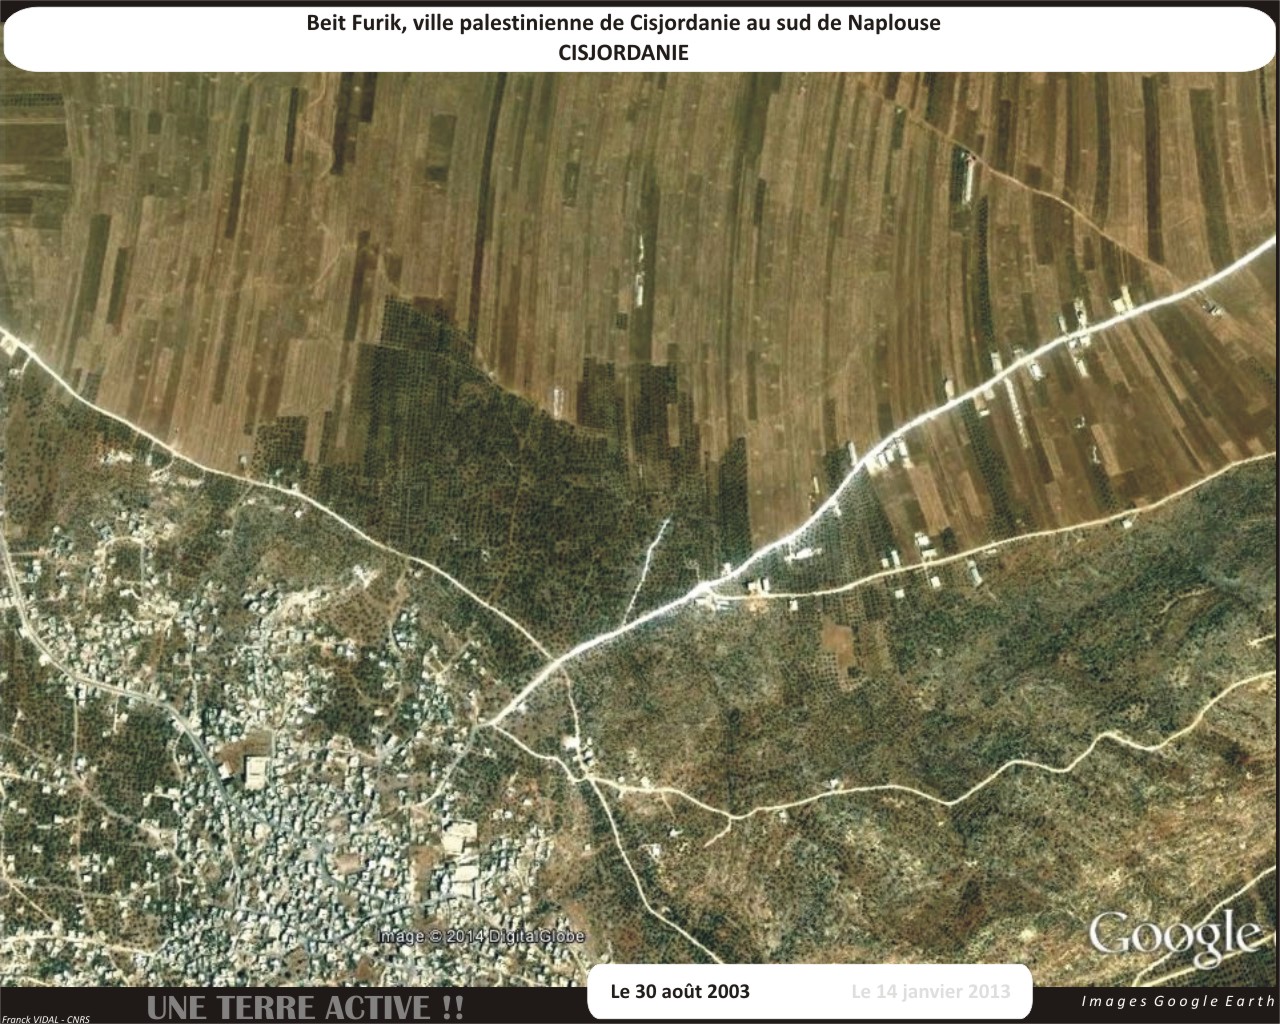 Beit Furik, ville palestinienne de Cisjordanie au sud de Naplouse
CISJORDANIE
Image © 2014 DigitalGlobe
Google
Le 30 août 2003
Le 14 janvier 2013
Images Google Earth
UNE TERRE ACTIVE !!
Franck VIDAL - CNRS